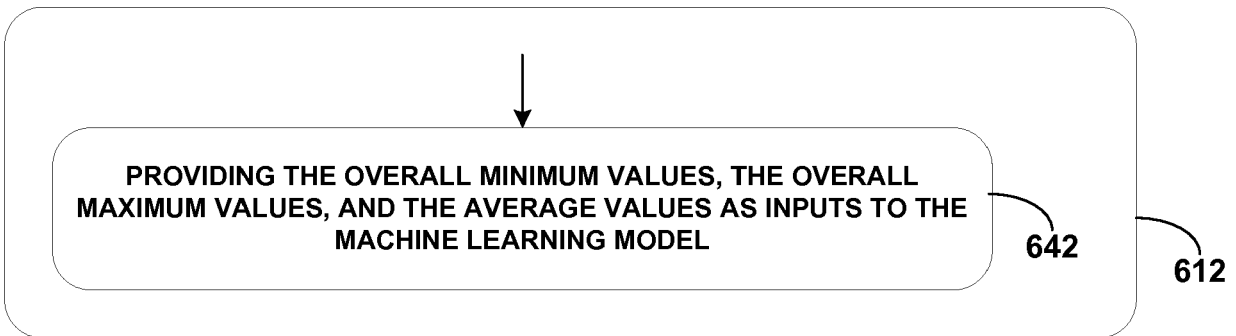 PROVIDING THE OVERALL MINIMUM VALUES, THE OVERALL
MAXIMUM VALUES, AND THE AVERAGE VALUES AS INPUTS TO THE
MACHINE LEARNING MODEL
642
612